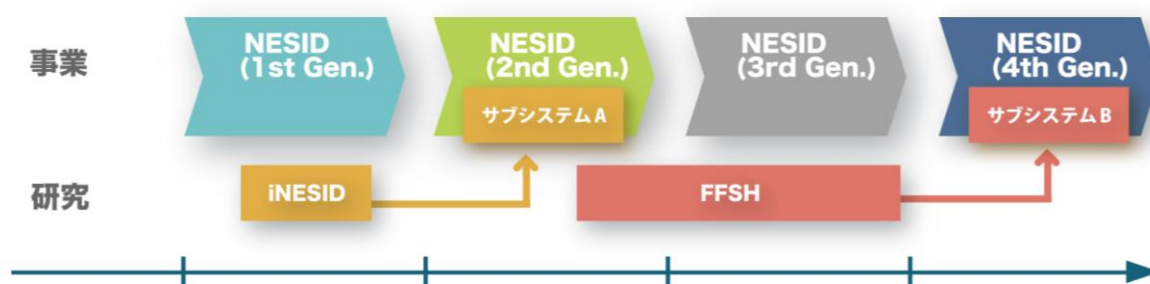 事業
NESID
(1st Gen.)
NESID
(2nd Gen.)
サブシステムA
NESID
(3rd Gen.)
NESID
(4th Gen.)
サブシステムB
研究
iNESID
FFSH